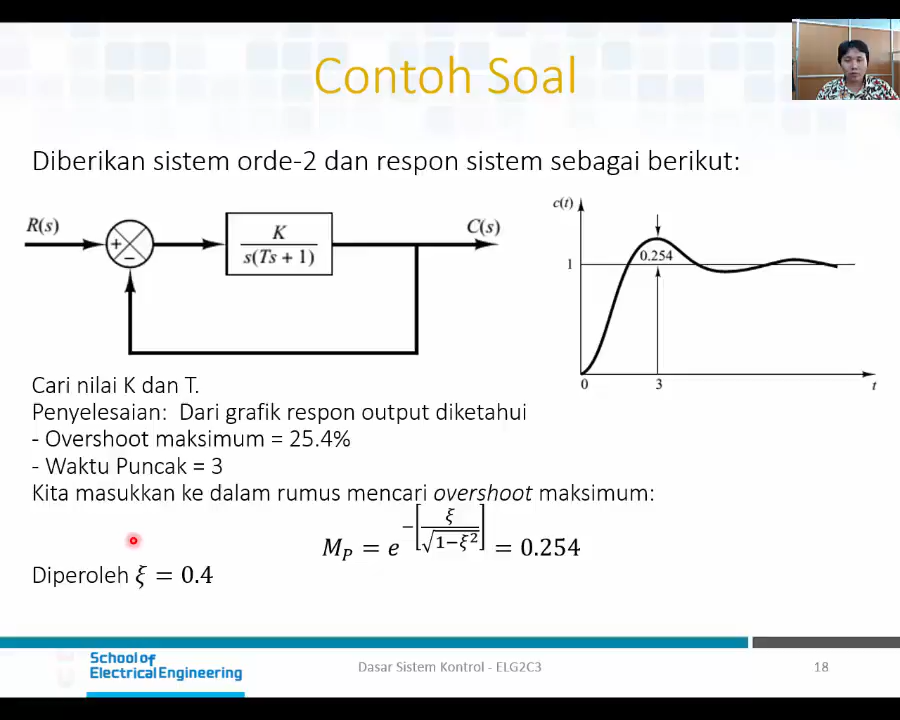 Contoh Soal
Diberikan sistem orde-2 dan respon sistem sebagai berikut:
R(s)
+
−
K
s(Ts + 1)
C(s)
c(t)
1
0.254
0
3
t
Cari nilai K dan T.
Penyelesaian: Dari grafik respon output diketahui
- Overshoot maksimum = 25.4%
- Waktu Puncak = 3
Kita masukkan ke dalam rumus mencari overshoot maksimum:
M_P = e^{-[ξ/√(1−ξ²)]} = 0.254
Diperoleh ξ = 0.4
School of
Electrical Engineering
Dasar Sistem Kontrol - ELG2C3
18